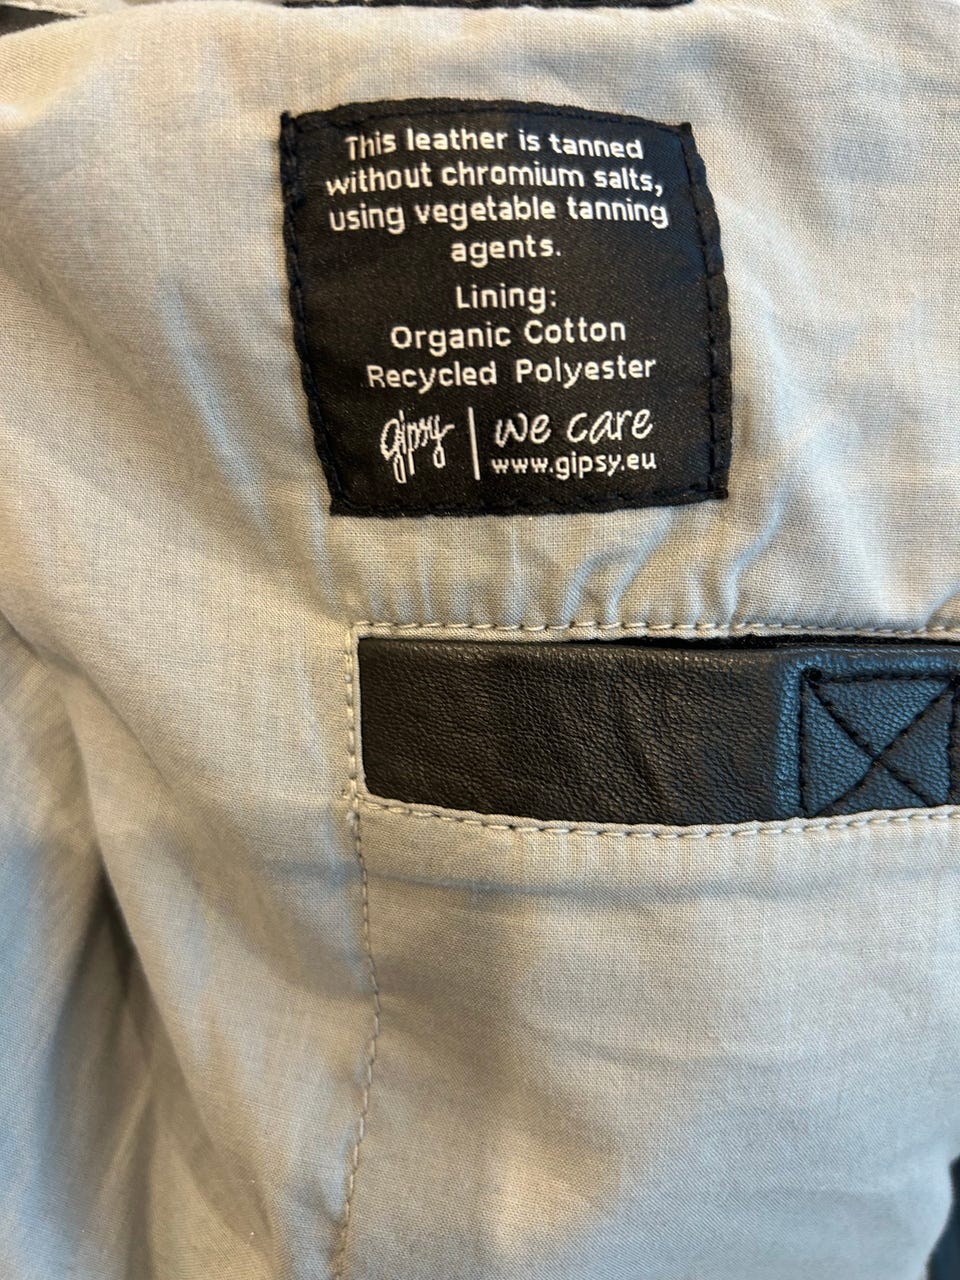 This leather is tanned
without chromium salts,
using vegetable tanning
agents.
Lining:
Organic Cotton
Recycled Polyester
gipsy | we care
www.gipsy.eu